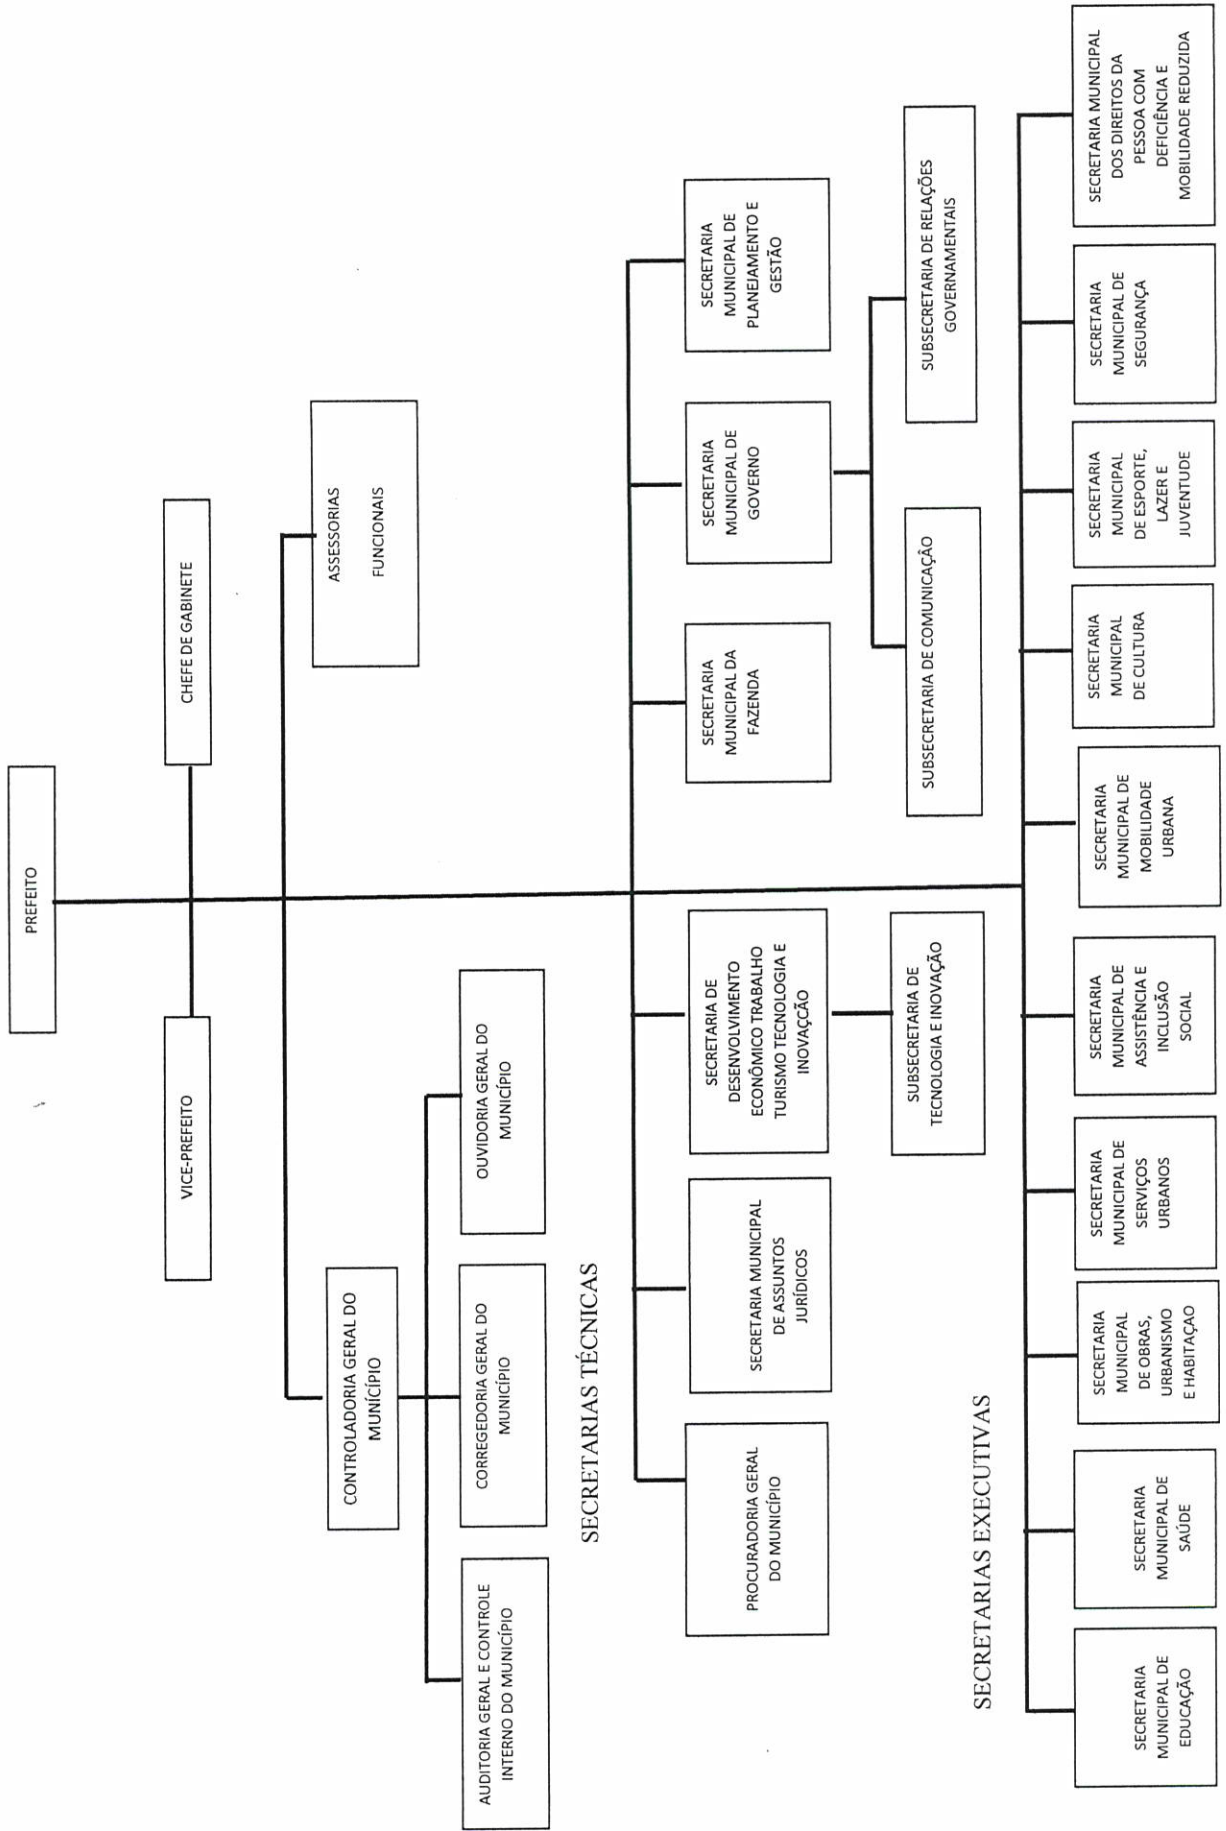 PREFEITO
VICE-PREFEITO
CHEFE DE GABINETE
CONTROLADORIA GERAL DO
MUNÍCÍPIO
ASSESSORIAS
FUNCIONAIS
AUDITORIA GERAL E CONTROLE
INTERNO DO MUNICÍPIO
CORREGEDORIA GERAL DO
MUNICÍPIO
OUVIDORIA GERAL DO
MUNICÍPIO
SECRETARIAS TÉCNICAS
PROCURADORIA GERAL
DO MUNICÍPIO
SECRETARIA MUNICIPAL
DE ASSUNTOS
JURÍDICOS
SECRETARIA DE
DESENVOLVIMENTO
ECONÔMICO TRABALHO
TURISMO TECNOLOGIA E
INOVAÇCÃO
SECRETARIA
MUNICIPAL DA
FAZENDA
SECRETARIA
MUNICIPAL DE
GOVERNO
SECRETARIA
MUNICIPAL DE
PLANEJAMENTO E
GESTÃO
SUBSECRETARIA DE
TECNOLOGIA E INOVAÇÃO
SUBSECRETARIA DE COMUNICAÇÂO
SUBSECRETARIA DE RELAÇÕES
GOVERNAMENTAIS
SECRETARIAS EXECUTIVAS
SECRETARIA
MUNICIPAL DE
EDUCAÇÃO
SECRETARIA
MUNICIPAL DE
SAÚDE
SECRETARIA
MUNICIPAL
DE OBRAS,
URBANISMO
E HABITAÇAO
SECRETARIA
MUNICIPAL DE
SERVIÇOS
URBANOS
SECRETARIA
MUNICIPAL DE
ASSISTÊNCIA E
INCLUSÃO
SOCIAL
SECRETARIA
MUNICIPAL DE
MOBILIDADE
URBANA
SECRETARIA
MUNICIPAL
DE CULTURA
SECRETARIA
MUNICIPAL
DE ESPORTE,
LAZER E
JUVENTUDE
SECRETARIA
MUNICIPAL DE
SEGURANÇA
SECRETARIA MUNICIPAL
DOS DIREITOS DA
PESSOA COM
DEFICIÊNCIA E
MOBILIDADE REDUZIDA